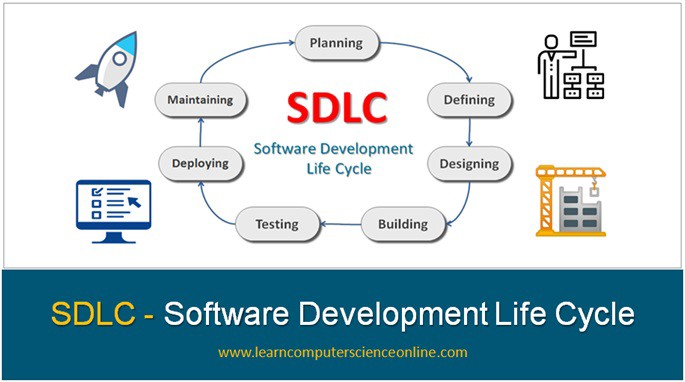 Planning
Maintaining
SDLC
Defining
Software Development
Life Cycle
Deploying
Designing
Testing
Building
SDLC - Software Development Life Cycle
www.learncomputerscienceonline.com